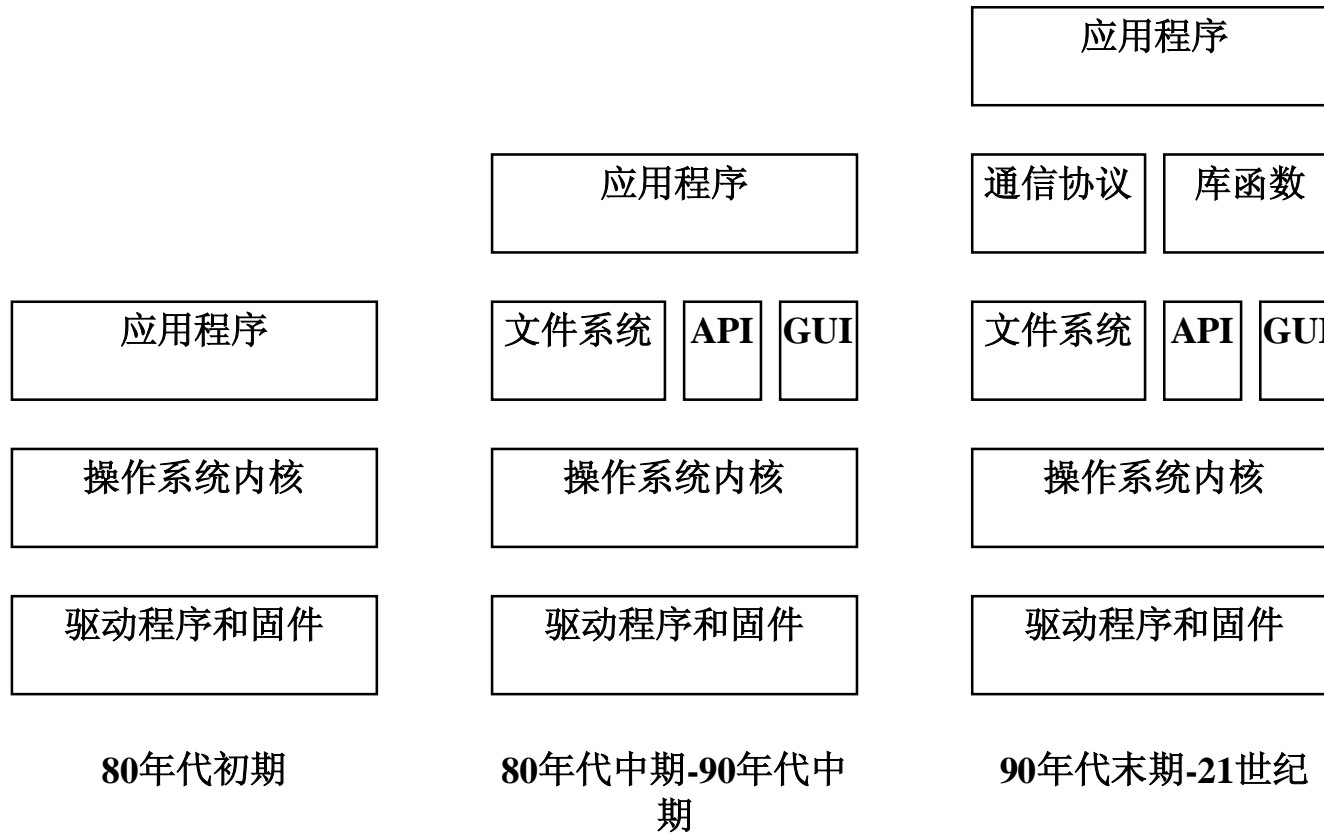 应用程序
应用程序
通信协议 库函数
应用程序
文件系统 API GUI
文件系统 API GUI
操作系统内核
操作系统内核
操作系统内核
驱动程序和固件
驱动程序和固件
驱动程序和固件
80年代初期
80年代中期-90年代中
期
90年代末期-21世纪